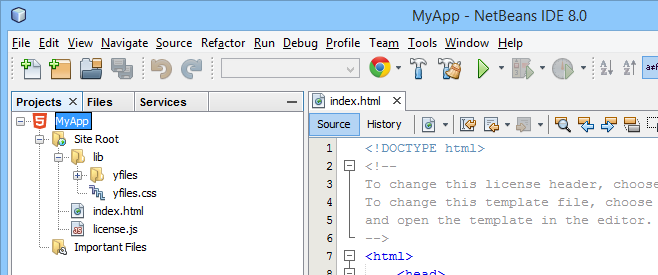 MyApp - NetBeans IDE 8.0
File Edit View Navigate Source Refactor Run Debug Profile Team Tools Window Help
Projects Files Services
index.html
MyApp
Source History
Site Root
lib
yfiles
yfiles.css
index.html
license.js
Important Files
1 <!DOCTYPE html>
2 <!--
3 To change this license header, choose
4 To change this template file, choose
5 and open the template in the editor.
6 -->
7 <html>
8 <head>